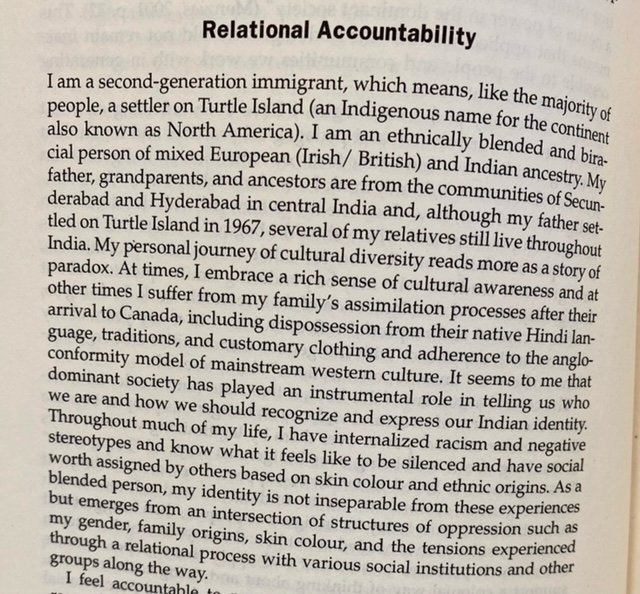 Relational Accountability
I am a second-generation immigrant, which means, like the majority of
people, a settler on Turtle Island (an Indigenous name for the continent
also known as North America). I am an ethnically blended and bira-
cial person of mixed European (Irish/ British) and Indian ancestry. My
father, grandparents, and ancestors are from the communities of Secun-
derabad and Hyderabad in central India and, although my father set-
tled on Turtle Island in 1967, several of my relatives still live throughout
India. My personal journey of cultural diversity reads more as a story of
paradox. At times, I embrace a rich sense of cultural awareness and at
other times I suffer from my family's assimilation processes after their
arrival to Canada, including dispossession from their native Hindi lan-
guage, traditions, and customary clothing and adherence to the anglo-
conformity model of mainstream western culture. It seems to me that
dominant society has played an instrumental role in telling us who
we are and how we should recognize and express our Indian identity.
Throughout much of my life, I have internalized racism and negative
stereotypes and know what it feels like to be silenced and have social
worth assigned by others based on skin colour and ethnic origins. As a
blended person, my identity is not inseparable from these experiences
but emerges from an intersection of structures of oppression such as
my gender, family origins, skin colour, and the tensions experienced
through a relational process with various social institutions and other
groups along the way.
I feel accountable